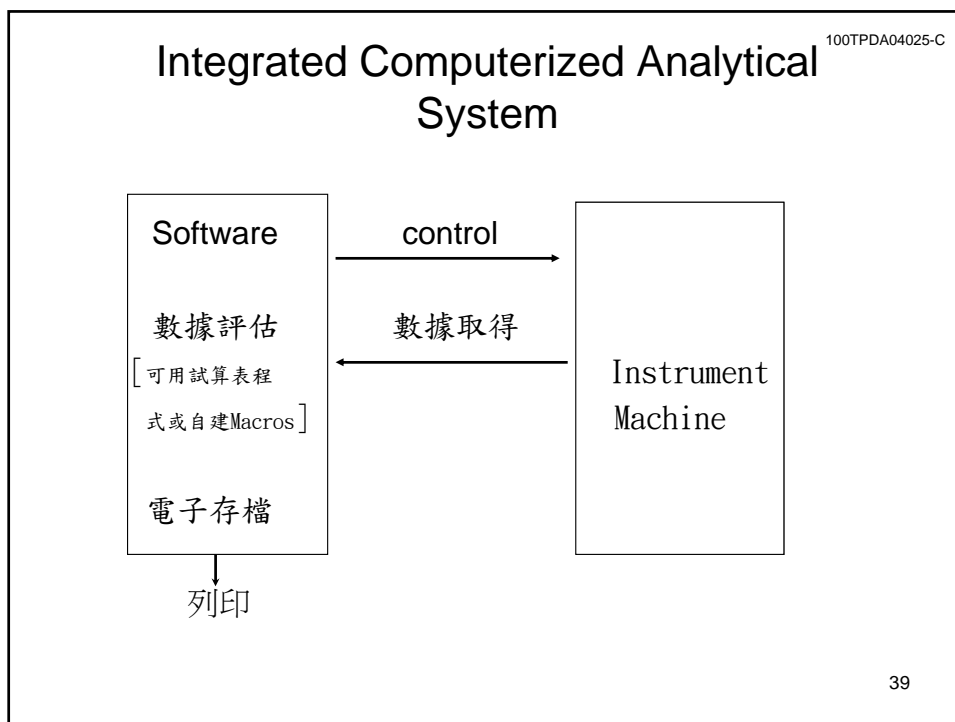 100TPDA04025-C
Integrated Computerized Analytical
System
Software
control
數據評估
數據取得
[可用試算表程
式或自建Macros]
Instrument
Machine
電子存檔
列印
39